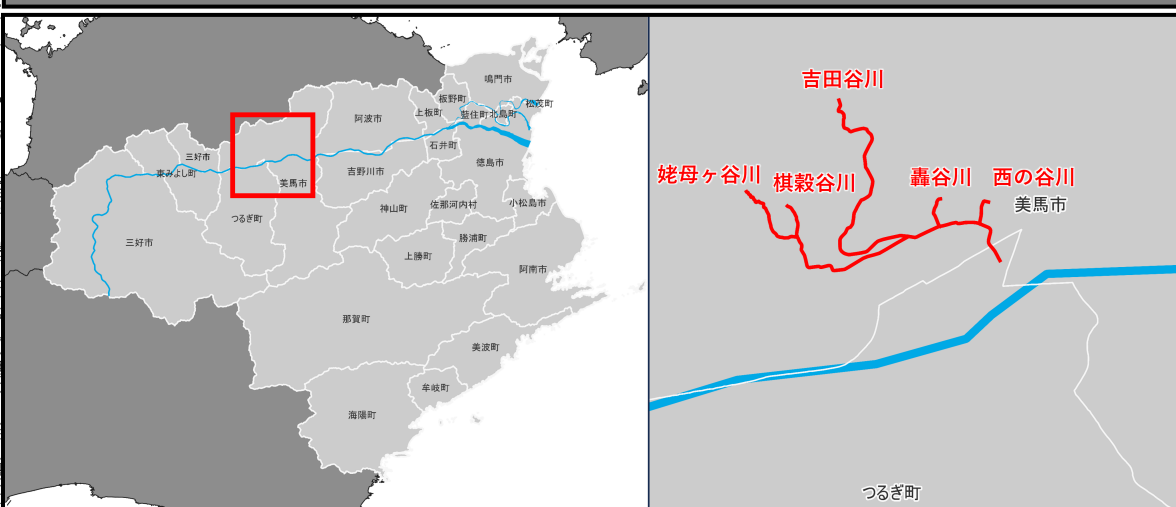 鳴門市
板野町
松茂町
上板町
藍住町
北島町
阿波市
石井町
三好市
徳島市
東みよし町
吉野川市
美馬市
神山町
佐那河内村
小松島市
つるぎ町
勝浦町
三好市
上勝町
阿南市
那賀町
美波町
牟岐町
海陽町
吉田谷川
姥母ヶ谷川
棋穀谷川
轟谷川
西の谷川
美馬市
つるぎ町